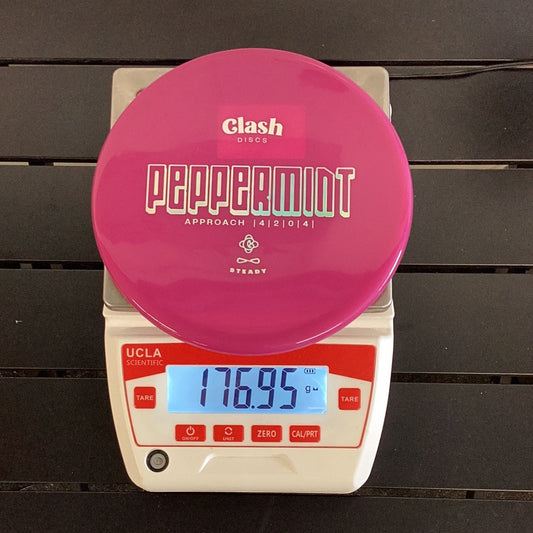 Clash
DISCS
PEPPERMINT
APPROACH |4|2|0|4|
STEADY
UCLA
SCIENTIFIC
176.95 g
TARE
TARE
ON/OFF
UNIT
ZERO
CAL/PRT